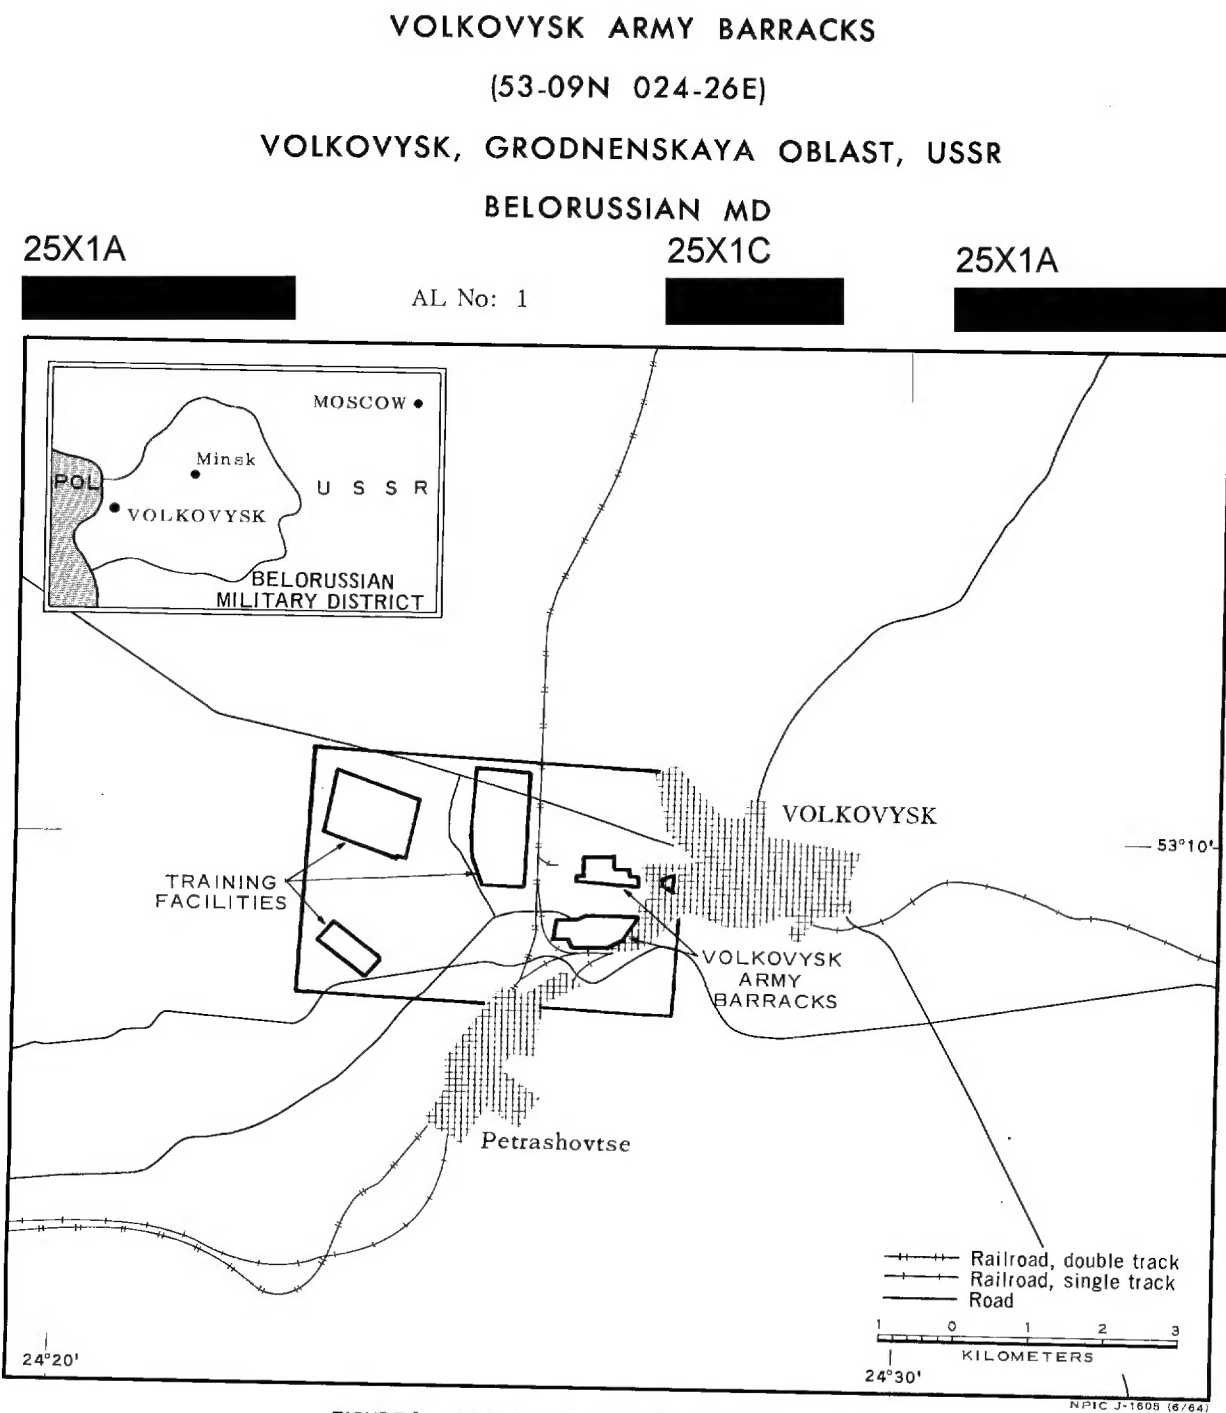 VOLKOVYSK ARMY BARRACKS
(53-09N 024-26E)
VOLKOVYSK, GRODNENSKAYA OBLAST, USSR
BELORUSSIAN MD
25X1A
25X1C
25X1A
AL No: 1
MOSCOW
Minsk
POL
U S S R
VOLKOVYSK
BELORUSSIAN
MILITARY DISTRICT
VOLKOVYSK
53°10'
TRAINING
FACILITIES
VOLKOVYSK
ARMY
BARRACKS
Petrashovtse
Railroad, double track
Railroad, single track
Road
1 0 1 2 3
KILOMETERS
24°20'
24°30'
NPIC J-1605 (6/64)